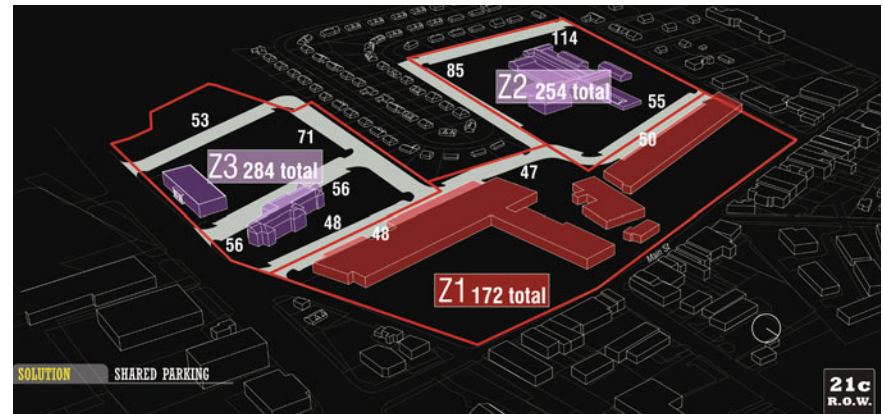 114
85
Z2 254 total
55
50
53
71
Z3 284 total
56
47
48
56
48
Z1 172 total
Main St
SOLUTION SHARED PARKING
21c
R.O.W.